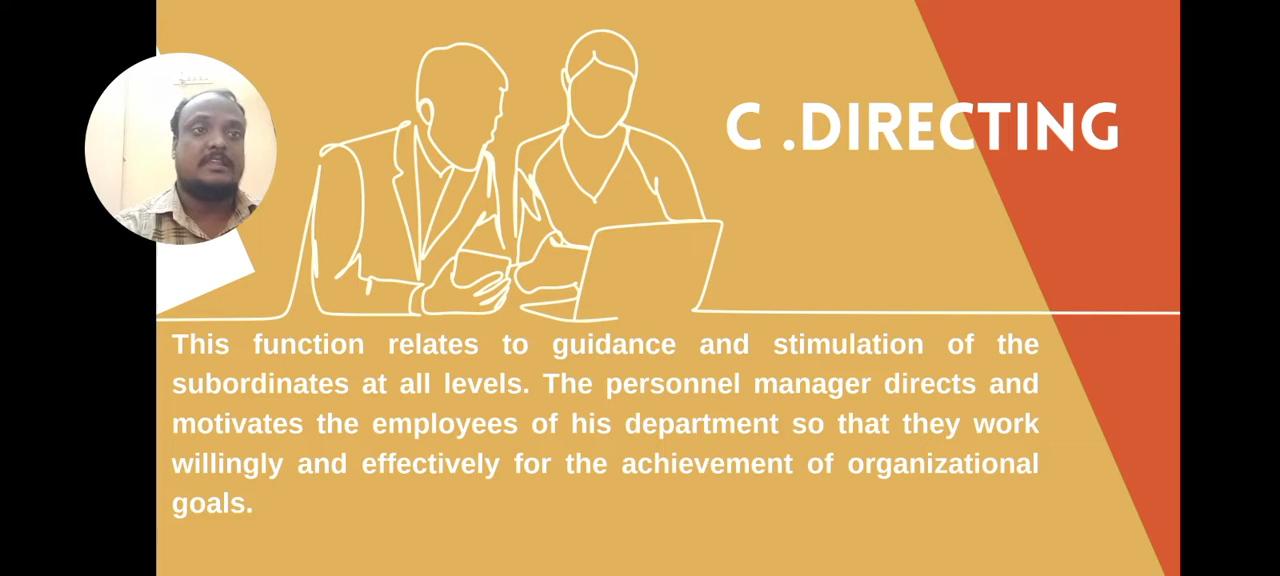 C .DIRECTING
This function relates to guidance and stimulation of the
subordinates at all levels. The personnel manager directs and
motivates the employees of his department so that they work
willingly and effectively for the achievement of organizational
goals.